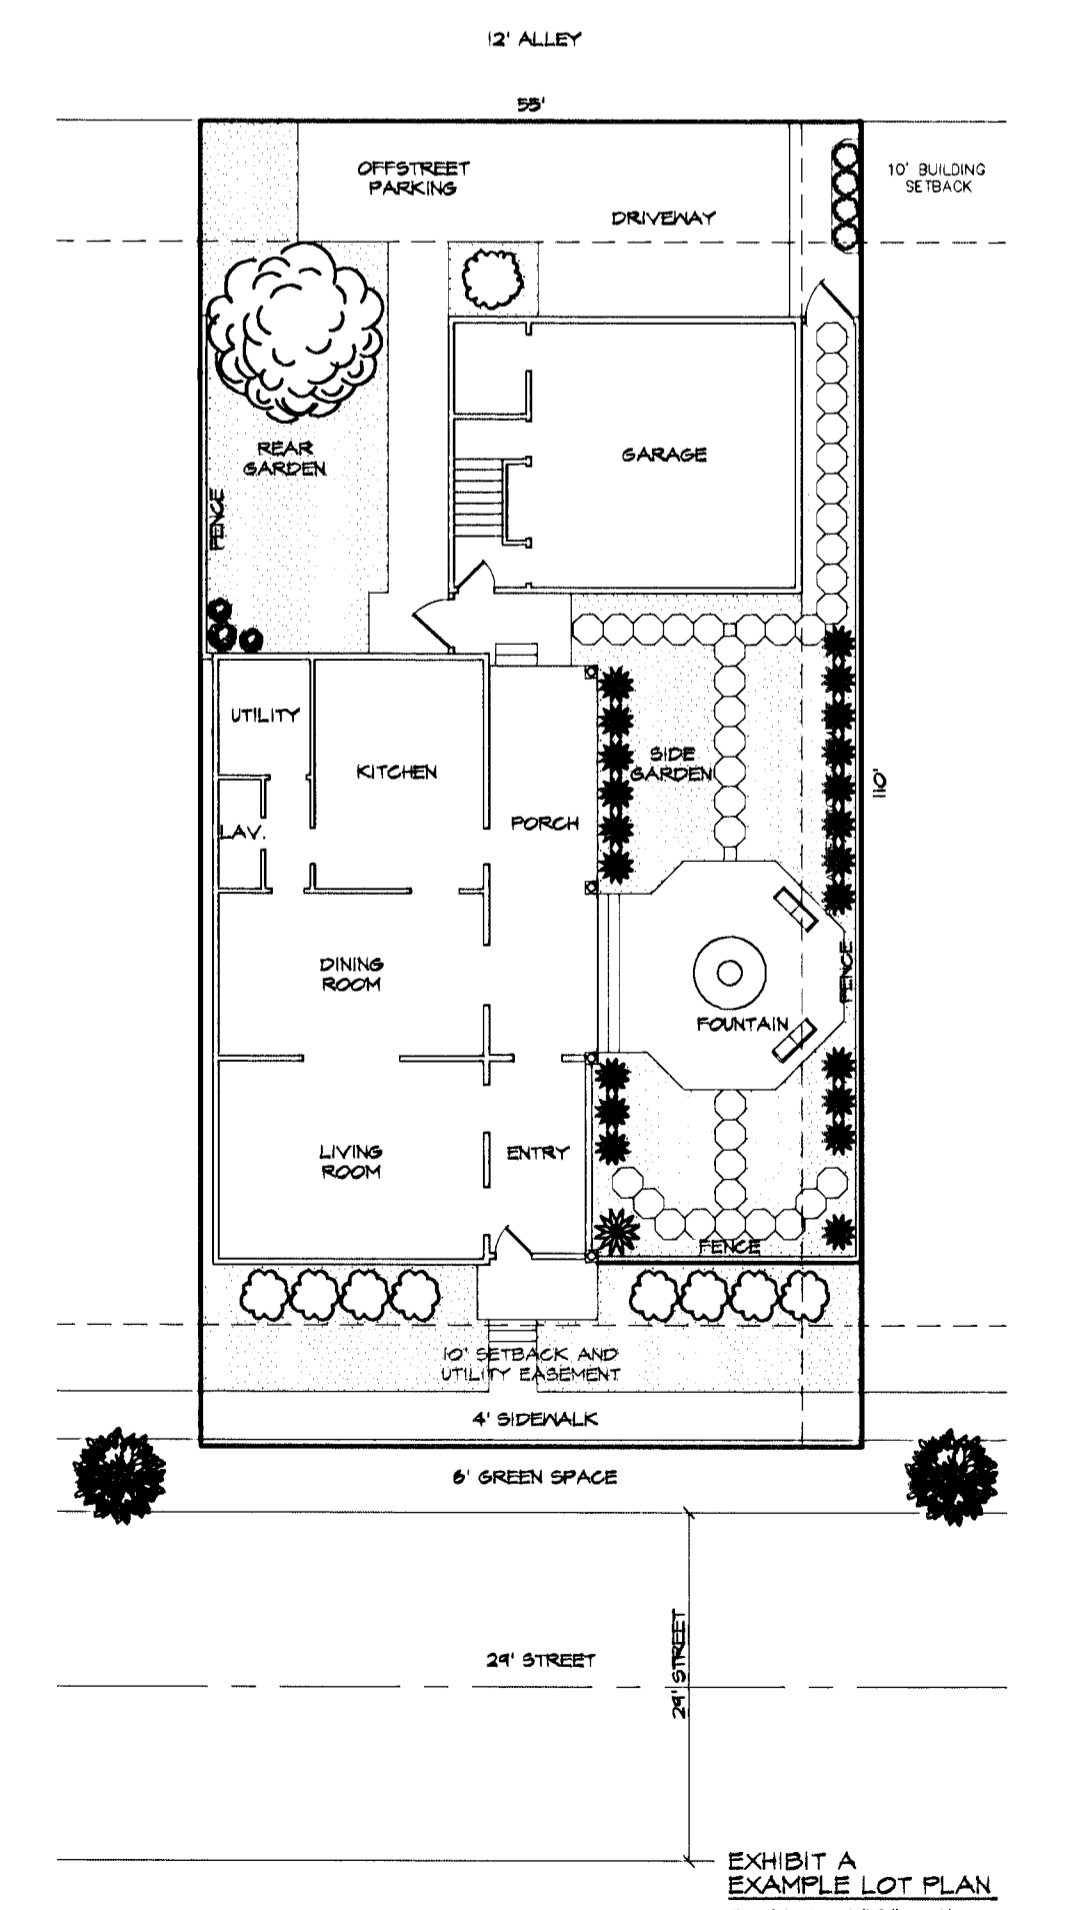 12' ALLEY
55'
OFFSTREET
PARKING
10' BUILDING
SETBACK
DRIVEWAY
GARAGE
REAR
GARDEN
FENCE
UTILITY
KITCHEN
SIDE
GARDEN
110'
LAV.
PORCH
DINING
ROOM
FENCE
FOUNTAIN
LIVING
ROOM
ENTRY
FENCE
10' SETBACK AND
UTILITY EASEMENT
4' SIDEWALK
6' GREEN SPACE
29' STREET
29' STREET
EXHIBIT A
EXAMPLE LOT PLAN